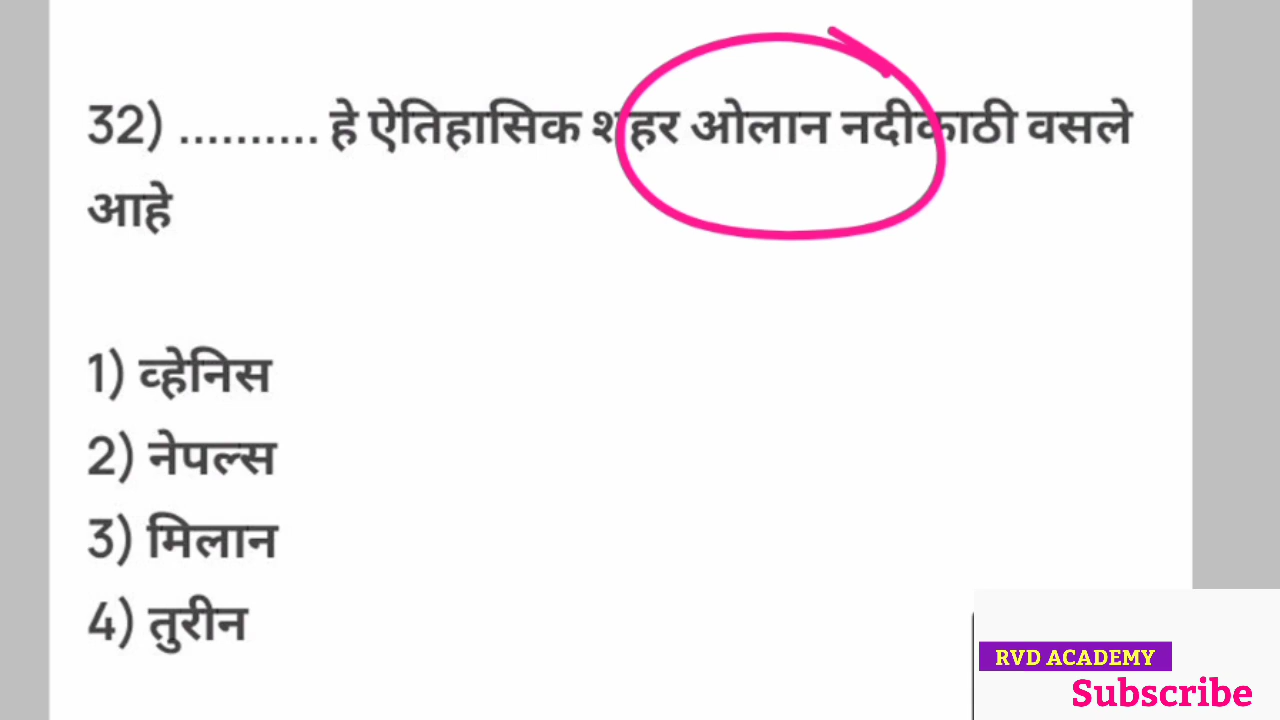 32) .......... हे ऐतिहासिक शहर ओलान नदीकाठी वसले
आहे
1) व्हेनिस
2) नेपल्स
3) मिलान
4) तुरीन
RVD ACADEMY
Subscribe